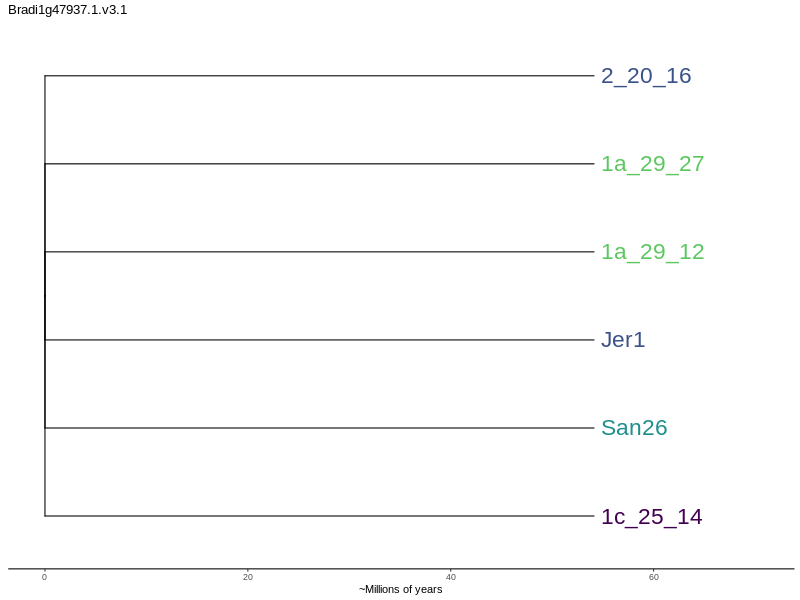 Bradi1g47937.1.v3.1
2_20_16
1a_29_27
1a_29_12
Jer1
San26
1c_25_14
0 20 40 60
~Millions of years